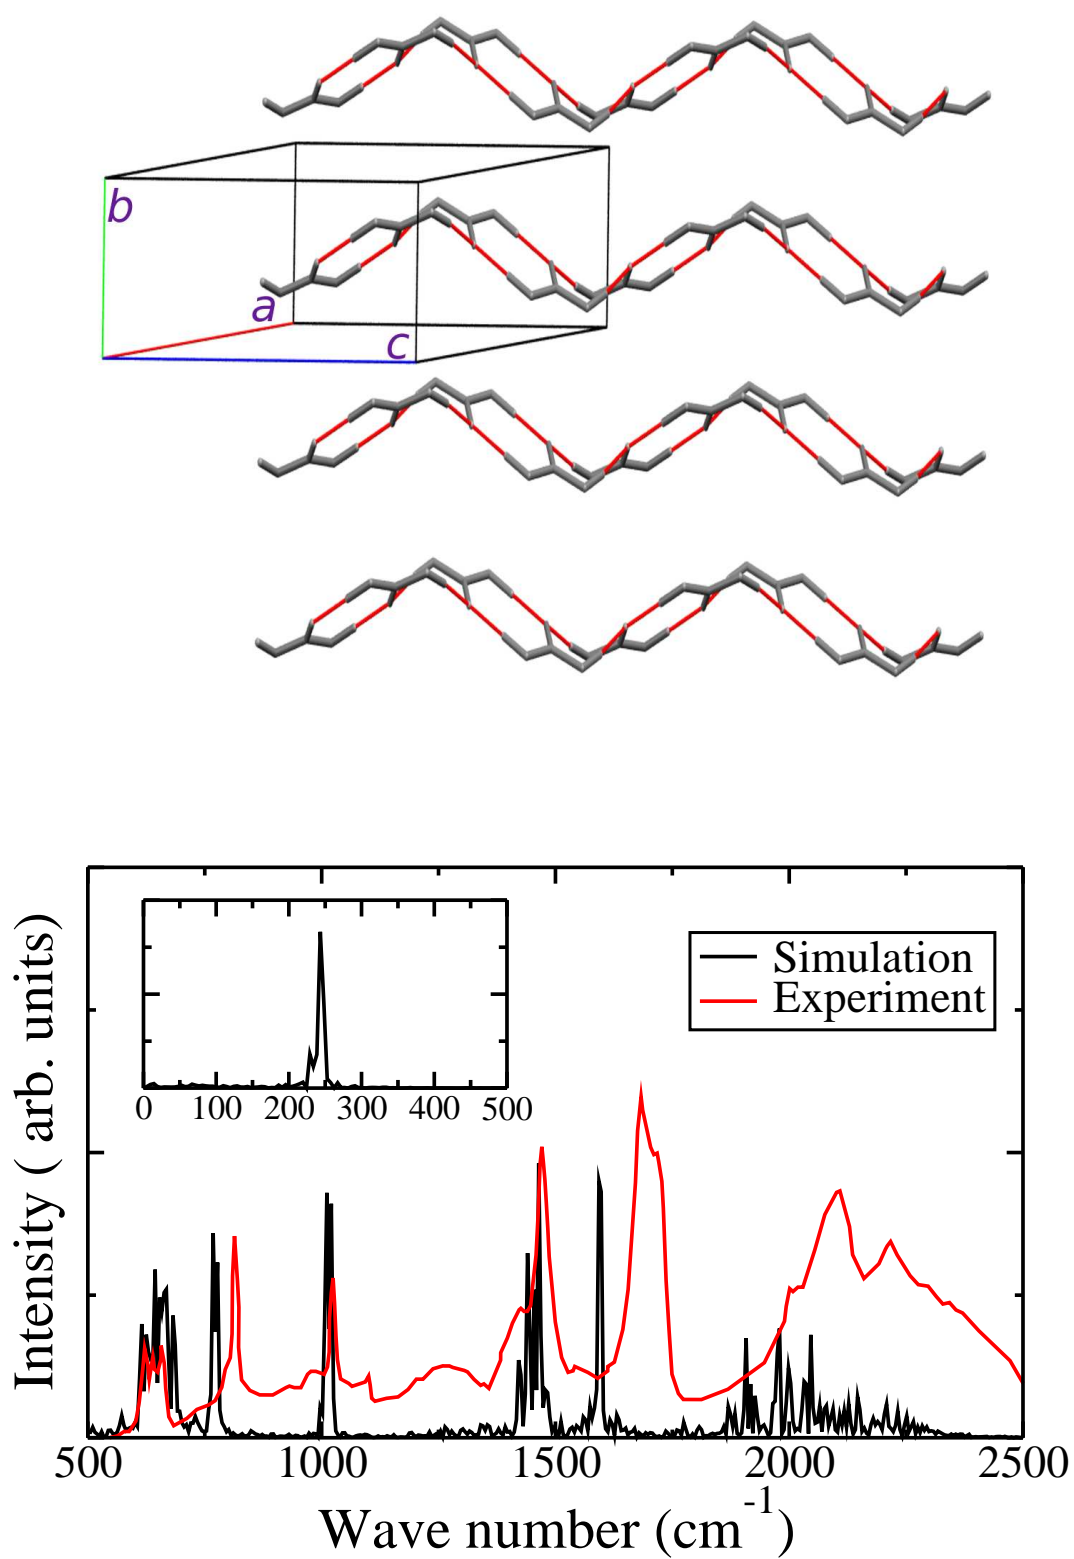 b
a
c
Simulation
Experiment
0 100 200 300 400 500
Intensity ( arb. units)
500 1000 1500 2000 2500
Wave number (cm-1)